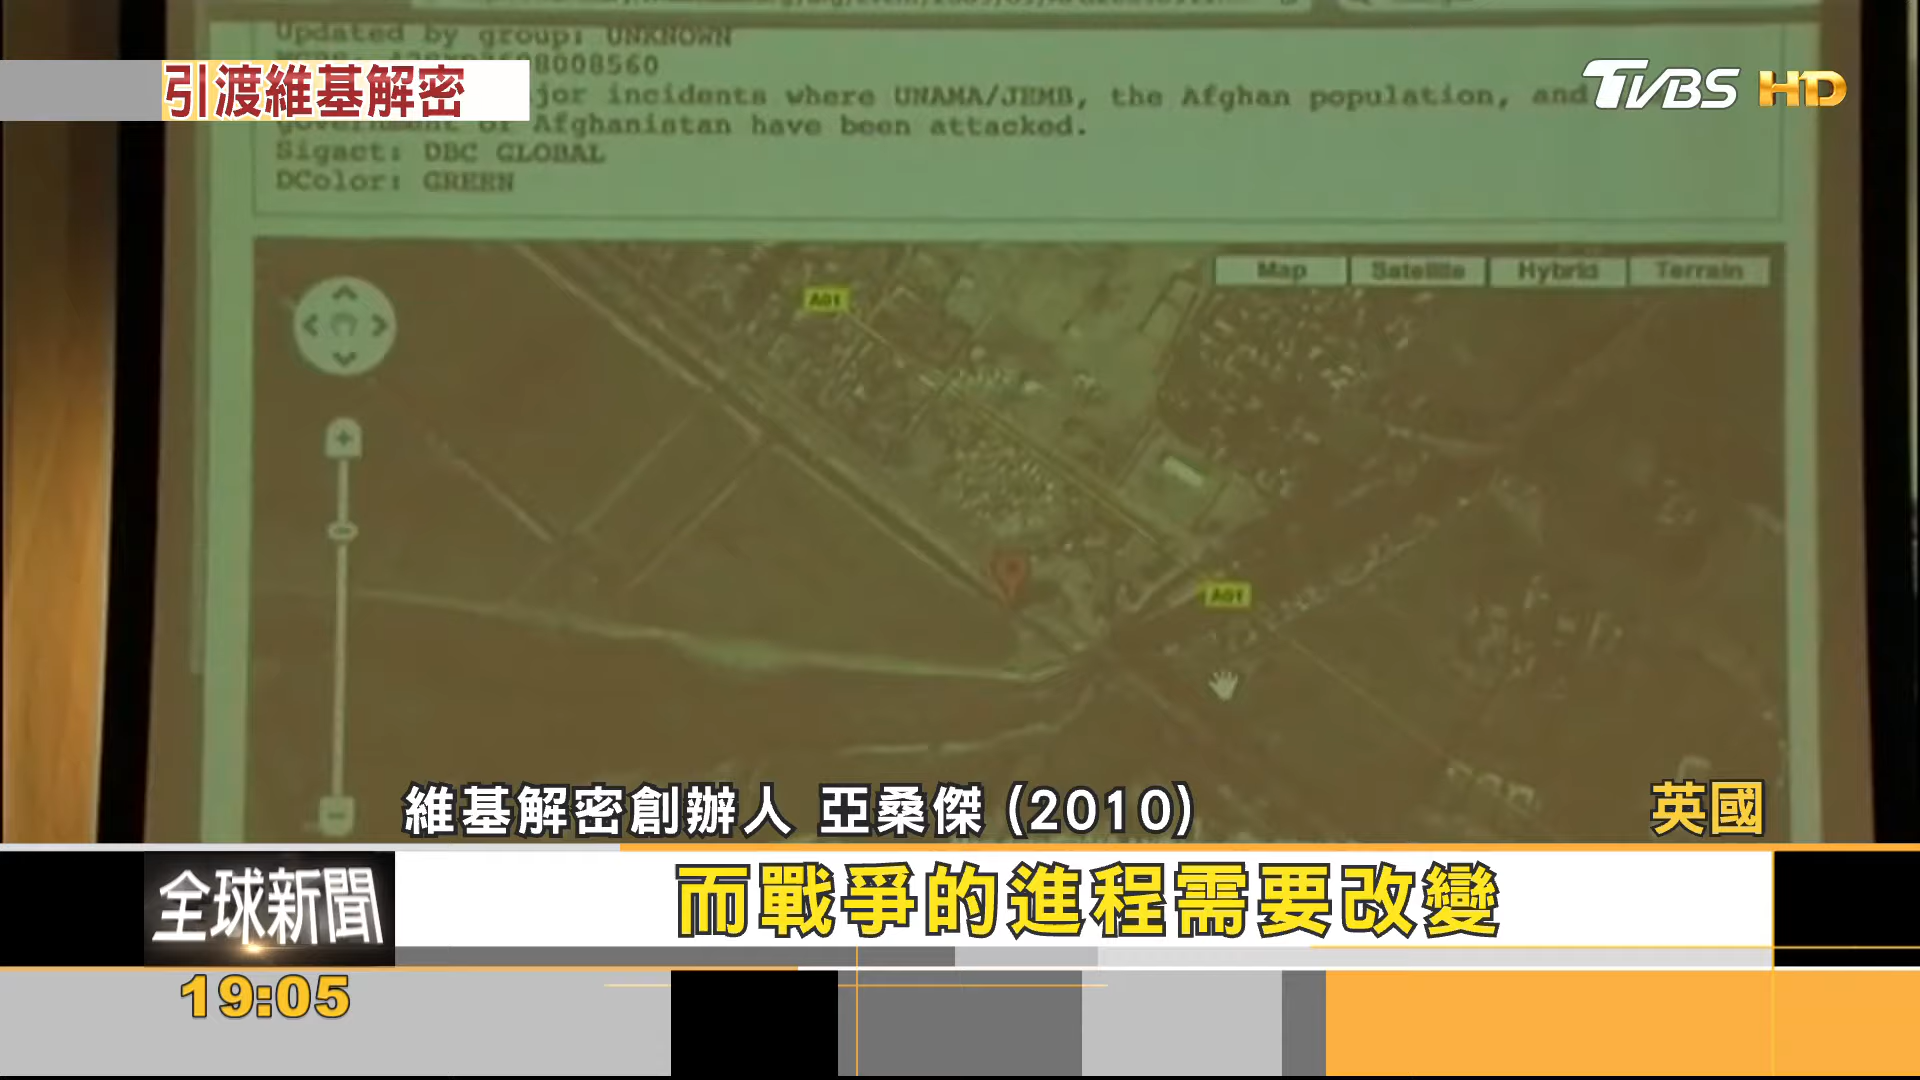 Updated by group: UNKNOWN
8008560
引渡維基解密
TVBS HD
jor incidents where UNAMA/JEMB, the Afghan population, and
government of Afghanistan have been attacked.
Sigact: DBC GLOBAL
DColor: GREEN
Map Satellite Hybrid Terrain
A01
A01
維基解密創辦人 亞桑傑 (2010)
英國
全球新聞
而戰爭的進程需要改變
19:05